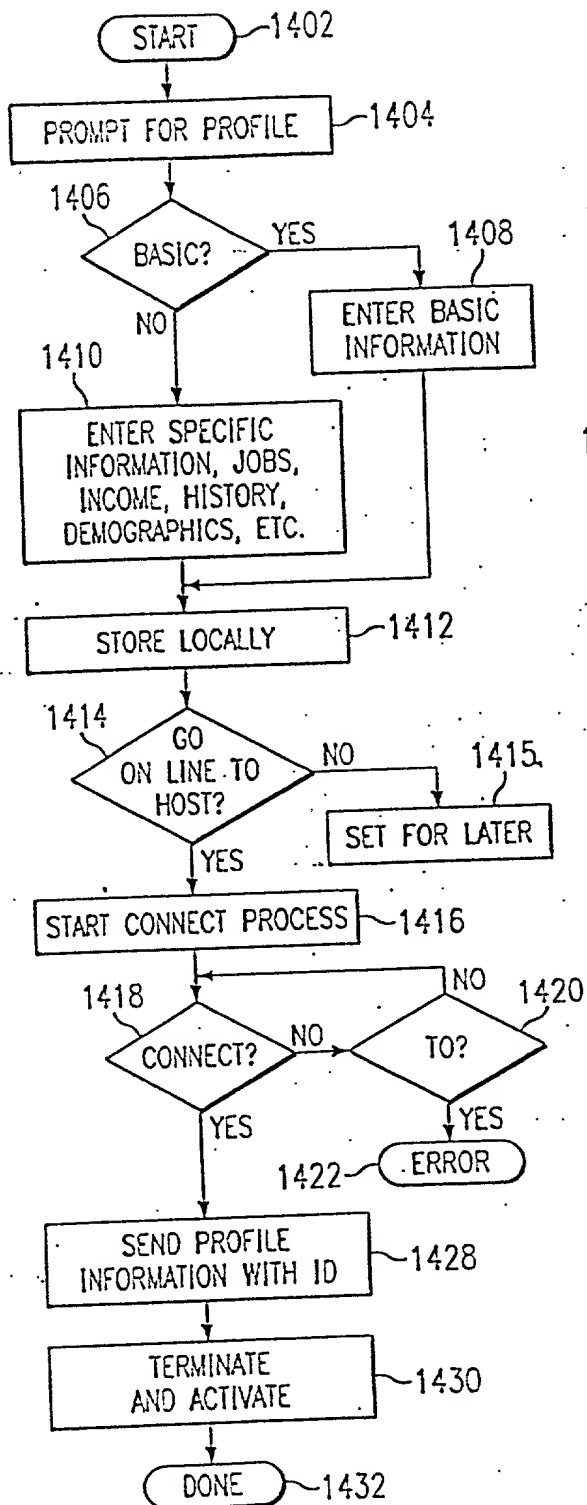 START
1402
PROMPT FOR PROFILE
1404
1406
BASIC?
YES
NO
1408
ENTER BASIC
INFORMATION
1410
ENTER SPECIFIC
INFORMATION, JOBS,
INCOME, HISTORY,
DEMOGRAPHICS, ETC.
STORE LOCALLY
1412
1414
GO
ON LINE TO
HOST?
NO
1415
SET FOR LATER
YES
START CONNECT PROCESS
1416
1418
CONNECT?
NO
NO
1420
TO?
YES
YES
1422
ERROR
SEND PROFILE
INFORMATION WITH ID
1428
TERMINATE
AND ACTIVATE
1430
DONE
1432